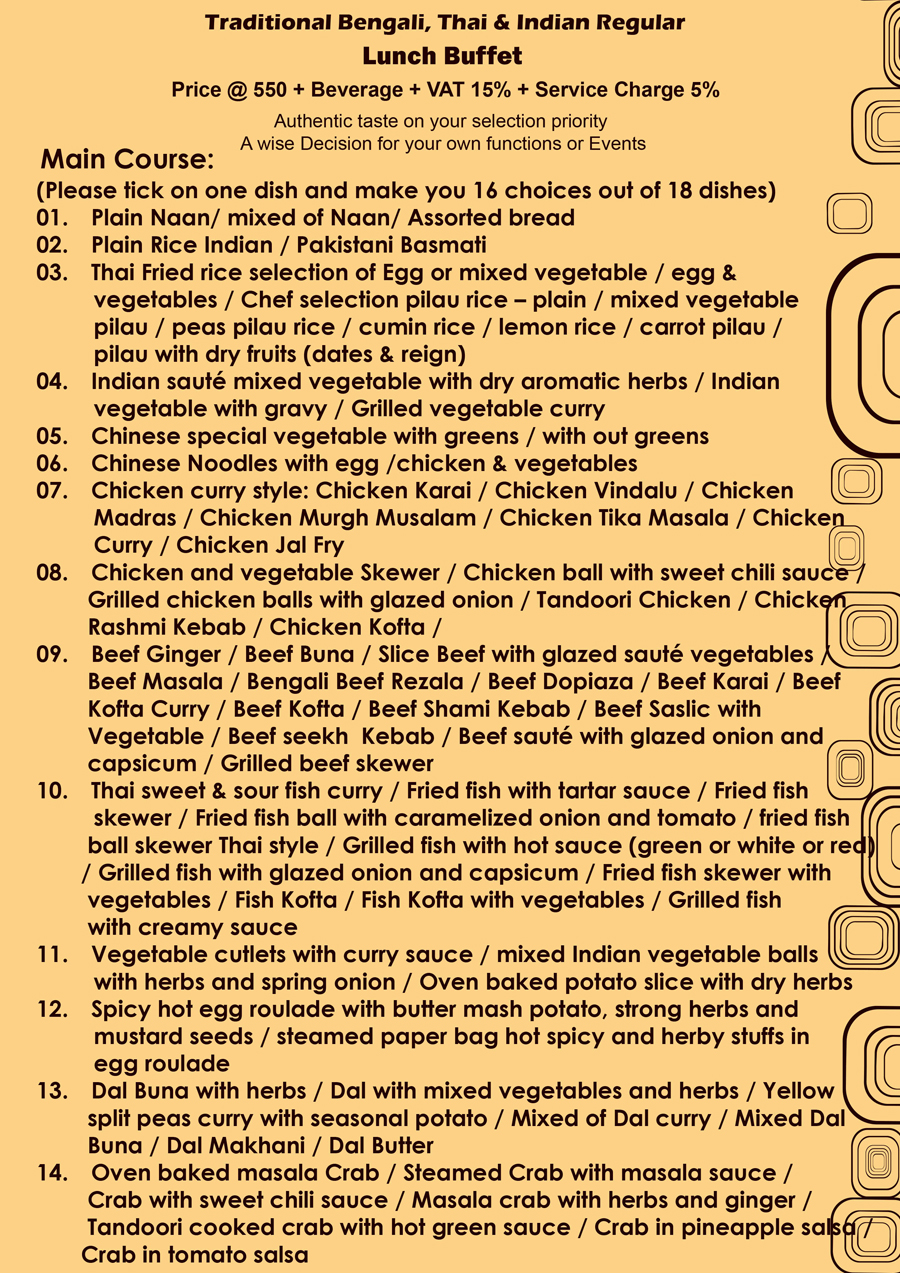 Traditional Bengali, Thai & Indian Regular
Lunch Buffet
Price @ 550 + Beverage + VAT 15% + Service Charge 5%
Authentic taste on your selection priority
A wise Decision for your own functions or Events
Main Course:
(Please tick on one dish and make you 16 choices out of 18 dishes)
01. Plain Naan/ mixed of Naan/ Assorted bread
02. Plain Rice Indian / Pakistani Basmati
03. Thai Fried rice selection of Egg or mixed vegetable / egg &
vegetables / Chef selection pilau rice – plain / mixed vegetable
pilau / peas pilau rice / cumin rice / lemon rice / carrot pilau /
pilau with dry fruits (dates & reign)
04. Indian sauté mixed vegetable with dry aromatic herbs / Indian
vegetable with gravy / Grilled vegetable curry
05. Chinese special vegetable with greens / with out greens
06. Chinese Noodles with egg /chicken & vegetables
07. Chicken curry style: Chicken Karai / Chicken Vindalu / Chicken
Madras / Chicken Murgh Musalam / Chicken Tika Masala / Chicken
Curry / Chicken Jal Fry
08. Chicken and vegetable Skewer / Chicken ball with sweet chili sauce /
Grilled chicken balls with glazed onion / Tandoori Chicken / Chicken
Rashmi Kebab / Chicken Kofta /
09. Beef Ginger / Beef Buna / Slice Beef with glazed sauté vegetables /
Beef Masala / Bengali Beef Rezala / Beef Dopiaza / Beef Karai / Beef
Kofta Curry / Beef Kofta / Beef Shami Kebab / Beef Saslic with
Vegetable / Beef seekh Kebab / Beef sauté with glazed onion and
capsicum / Grilled beef skewer
10. Thai sweet & sour fish curry / Fried fish with tartar sauce / Fried fish
skewer / Fried fish ball with caramelized onion and tomato / fried fish
ball skewer Thai style / Grilled fish with hot sauce (green or white or red)
/ Grilled fish with glazed onion and capsicum / Fried fish skewer with
vegetables / Fish Kofta / Fish Kofta with vegetables / Grilled fish
with creamy sauce
11. Vegetable cutlets with curry sauce / mixed Indian vegetable balls
with herbs and spring onion / Oven baked potato slice with dry herbs
12. Spicy hot egg roulade with butter mash potato, strong herbs and
mustard seeds / steamed paper bag hot spicy and herby stuffs in
egg roulade
13. Dal Buna with herbs / Dal with mixed vegetables and herbs / Yellow
split peas curry with seasonal potato / Mixed of Dal curry / Mixed Dal
Buna / Dal Makhani / Dal Butter
14. Oven baked masala Crab / Steamed Crab with masala sauce /
Crab with sweet chili sauce / Masala crab with herbs and ginger /
Tandoori cooked crab with hot green sauce / Crab in pineapple salsa /
Crab in tomato salsa